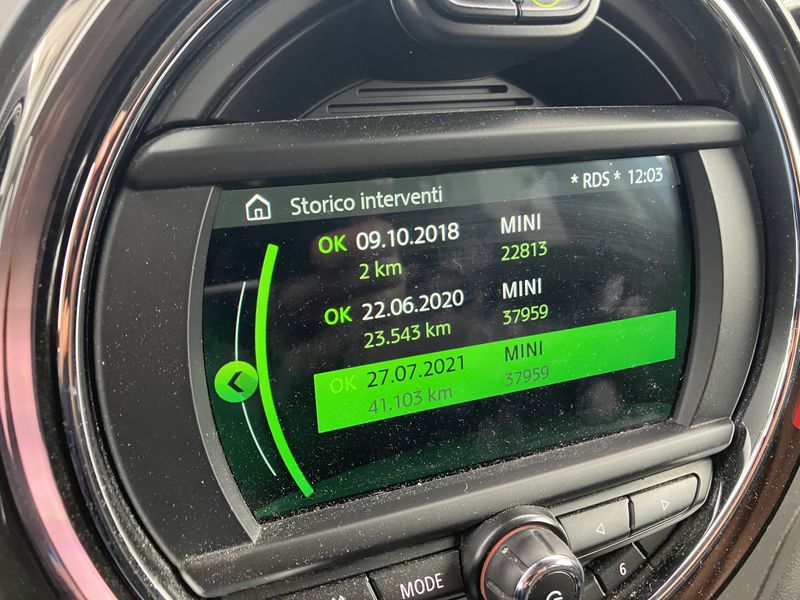 Storico interventi * RDS * 12:03
OK 09.10.2018 MINI
2 km 22813
OK 22.06.2020 MINI
23.543 km 37959
OK 27.07.2021 MINI
41.103 km 37959
MODE
6